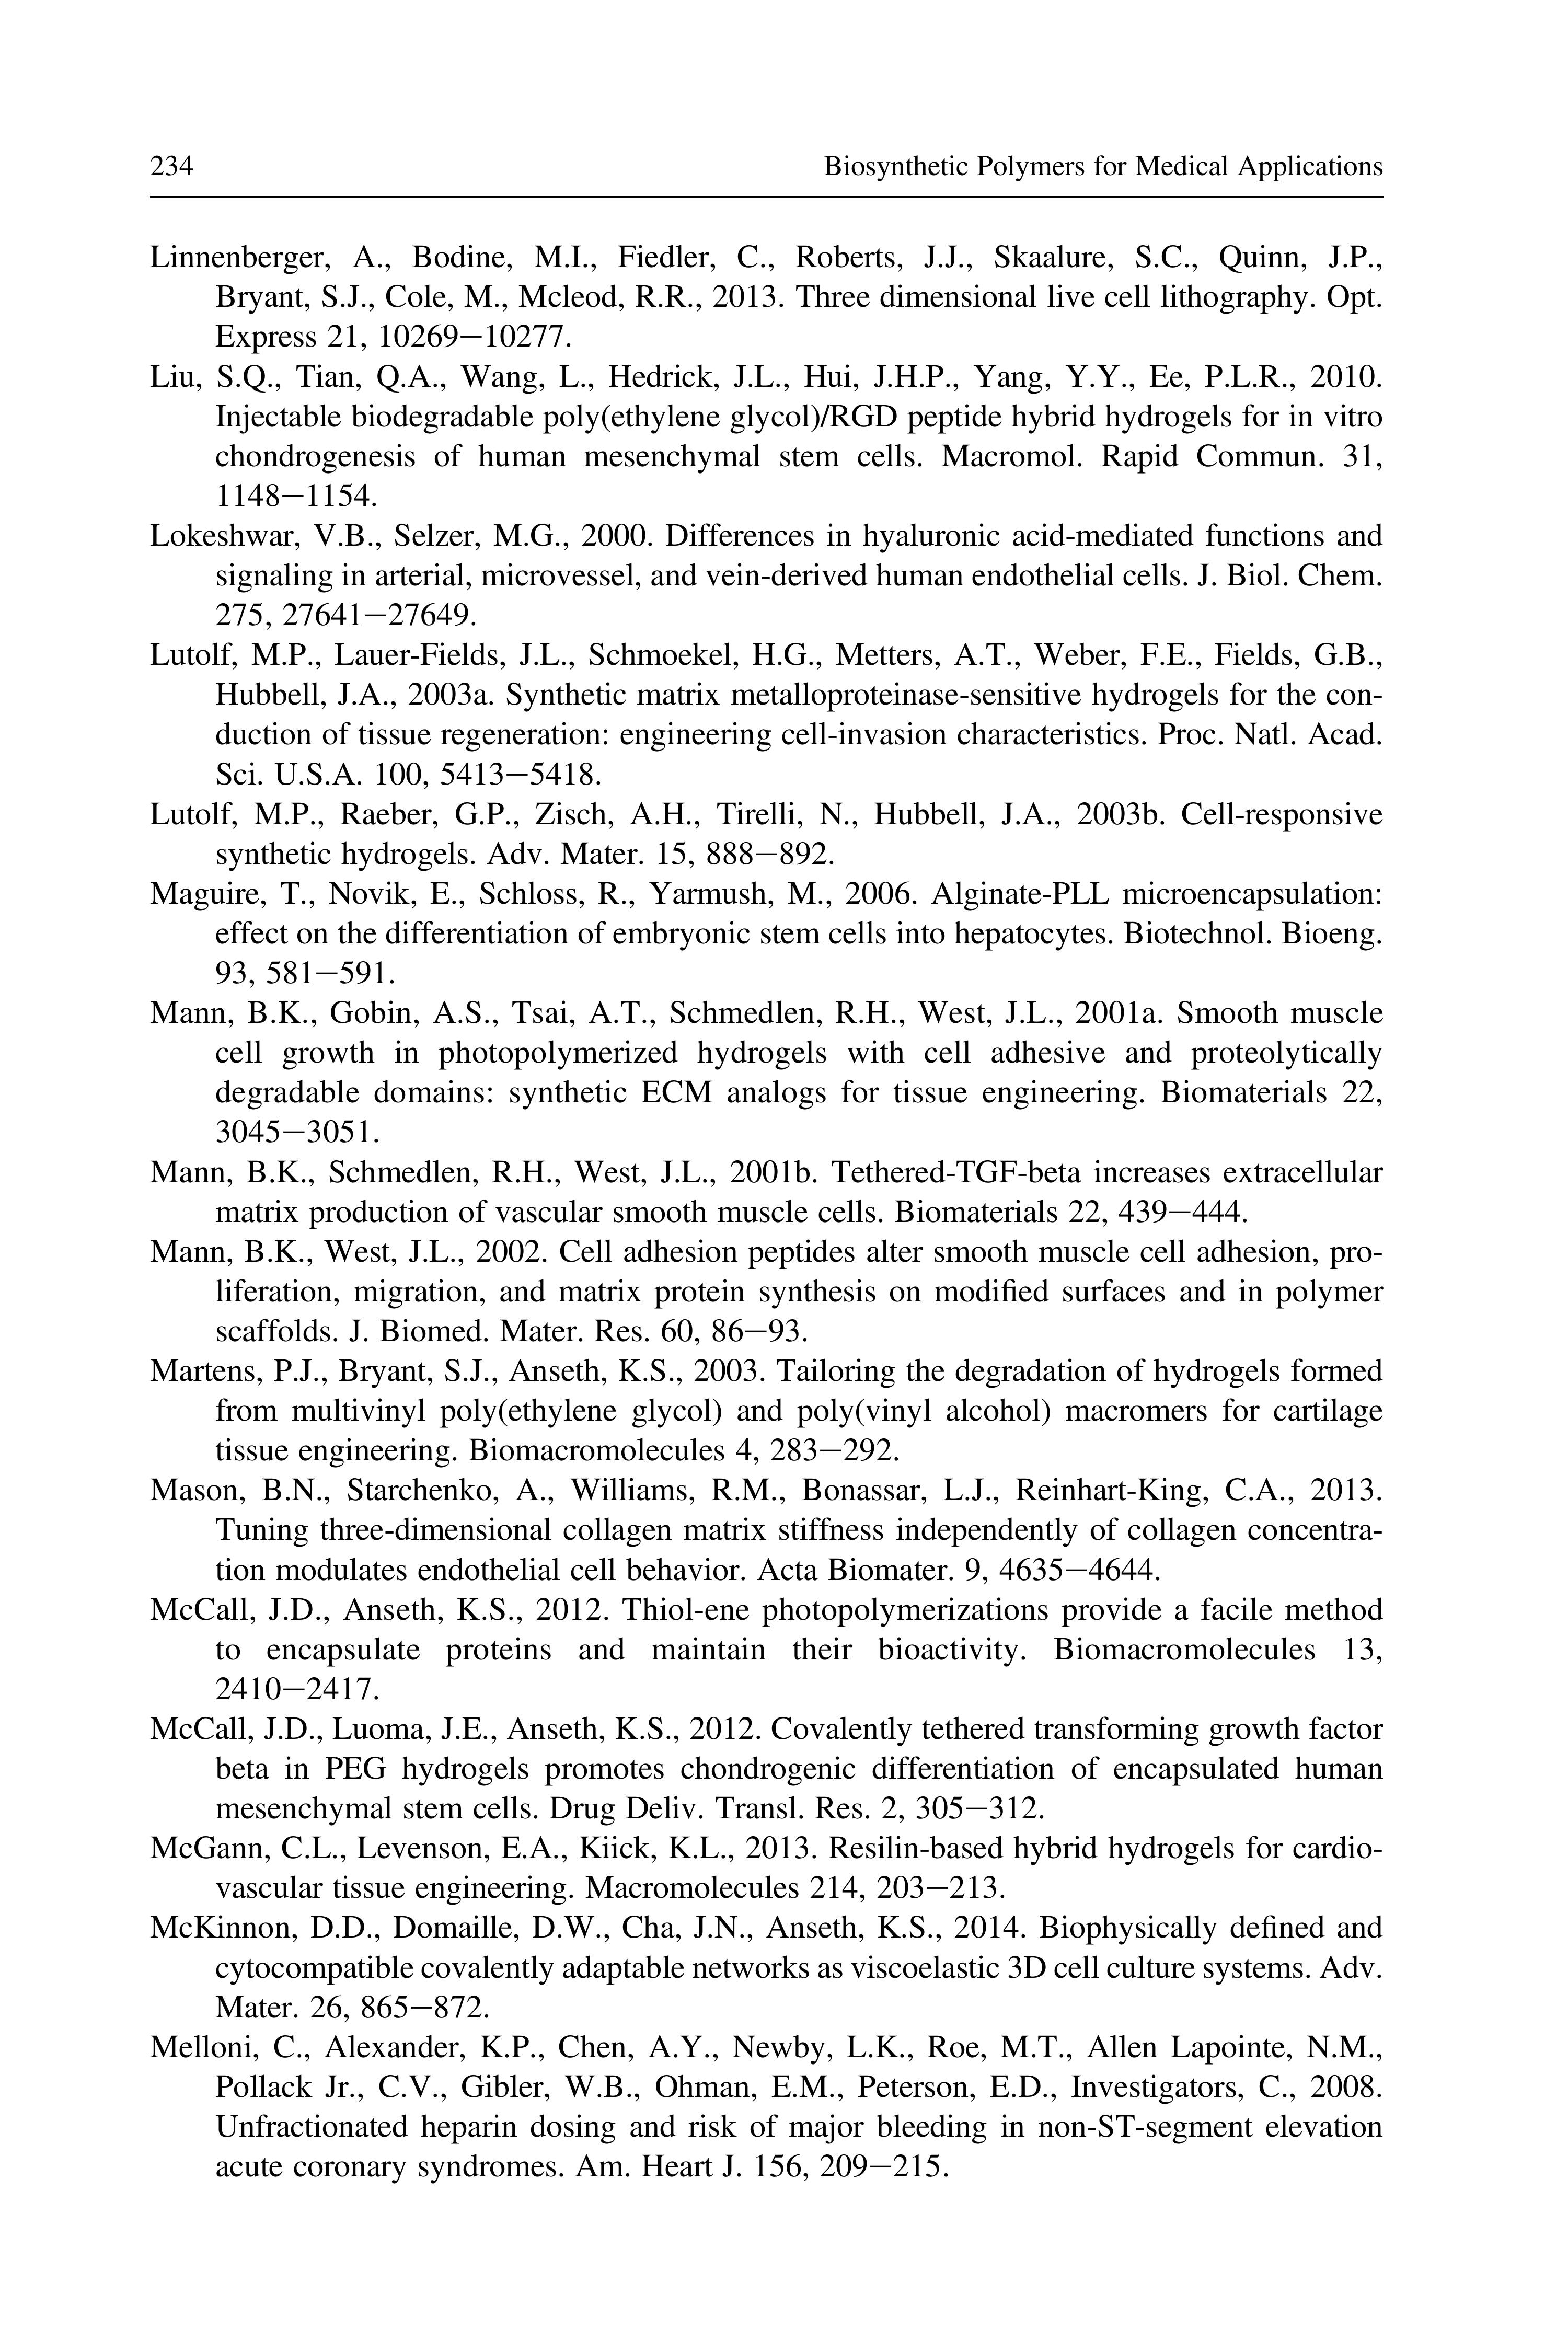 234
Biosynthetic Polymers for Medical Applications
Linnenberger, A., Bodine, M.I., Fiedler, C., Roberts, J.J., Skaalure, S.C., Quinn, J.P.,
Bryant, S.J., Cole, M., Mcleod, R.R., 2013. Three dimensional live cell lithography. Opt.
Express 21, 10269–10277.
Liu, S.Q., Tian, Q.A., Wang, L., Hedrick, J.L., Hui, J.H.P., Yang, Y.Y., Ee, P.L.R., 2010.
Injectable biodegradable poly(ethylene glycol)/RGD peptide hybrid hydrogels for in vitro
chondrogenesis of human mesenchymal stem cells. Macromol. Rapid Commun. 31,
1148–1154.
Lokeshwar, V.B., Selzer, M.G., 2000. Differences in hyaluronic acid-mediated functions and
signaling in arterial, microvessel, and vein-derived human endothelial cells. J. Biol. Chem.
275, 27641–27649.
Lutolf, M.P., Lauer-Fields, J.L., Schmoekel, H.G., Metters, A.T., Weber, F.E., Fields, G.B.,
Hubbell, J.A., 2003a. Synthetic matrix metalloproteinase-sensitive hydrogels for the con-
duction of tissue regeneration: engineering cell-invasion characteristics. Proc. Natl. Acad.
Sci. U.S.A. 100, 5413–5418.
Lutolf, M.P., Raeber, G.P., Zisch, A.H., Tirelli, N., Hubbell, J.A., 2003b. Cell-responsive
synthetic hydrogels. Adv. Mater. 15, 888–892.
Maguire, T., Novik, E., Schloss, R., Yarmush, M., 2006. Alginate-PLL microencapsulation:
effect on the differentiation of embryonic stem cells into hepatocytes. Biotechnol. Bioeng.
93, 581–591.
Mann, B.K., Gobin, A.S., Tsai, A.T., Schmedlen, R.H., West, J.L., 2001a. Smooth muscle
cell growth in photopolymerized hydrogels with cell adhesive and proteolytically
degradable domains: synthetic ECM analogs for tissue engineering. Biomaterials 22,
3045–3051.
Mann, B.K., Schmedlen, R.H., West, J.L., 2001b. Tethered-TGF-beta increases extracellular
matrix production of vascular smooth muscle cells. Biomaterials 22, 439–444.
Mann, B.K., West, J.L., 2002. Cell adhesion peptides alter smooth muscle cell adhesion, pro-
liferation, migration, and matrix protein synthesis on modified surfaces and in polymer
scaffolds. J. Biomed. Mater. Res. 60, 86–93.
Martens, P.J., Bryant, S.J., Anseth, K.S., 2003. Tailoring the degradation of hydrogels formed
from multivinyl poly(ethylene glycol) and poly(vinyl alcohol) macromers for cartilage
tissue engineering. Biomacromolecules 4, 283–292.
Mason, B.N., Starchenko, A., Williams, R.M., Bonassar, L.J., Reinhart-King, C.A., 2013.
Tuning three-dimensional collagen matrix stiffness independently of collagen concentra-
tion modulates endothelial cell behavior. Acta Biomater. 9, 4635–4644.
McCall, J.D., Anseth, K.S., 2012. Thiol-ene photopolymerizations provide a facile method
to encapsulate proteins and maintain their bioactivity. Biomacromolecules 13,
2410–2417.
McCall, J.D., Luoma, J.E., Anseth, K.S., 2012. Covalently tethered transforming growth factor
beta in PEG hydrogels promotes chondrogenic differentiation of encapsulated human
mesenchymal stem cells. Drug Deliv. Transl. Res. 2, 305–312.
McGann, C.L., Levenson, E.A., Kiick, K.L., 2013. Resilin-based hybrid hydrogels for cardio-
vascular tissue engineering. Macromolecules 214, 203–213.
McKinnon, D.D., Domaille, D.W., Cha, J.N., Anseth, K.S., 2014. Biophysically defined and
cytocompatible covalently adaptable networks as viscoelastic 3D cell culture systems. Adv.
Mater. 26, 865–872.
Melloni, C., Alexander, K.P., Chen, A.Y., Newby, L.K., Roe, M.T., Allen Lapointe, N.M.,
Pollack Jr., C.V., Gibler, W.B., Ohman, E.M., Peterson, E.D., Investigators, C., 2008.
Unfractionated heparin dosing and risk of major bleeding in non-ST-segment elevation
acute coronary syndromes. Am. Heart J. 156, 209–215.